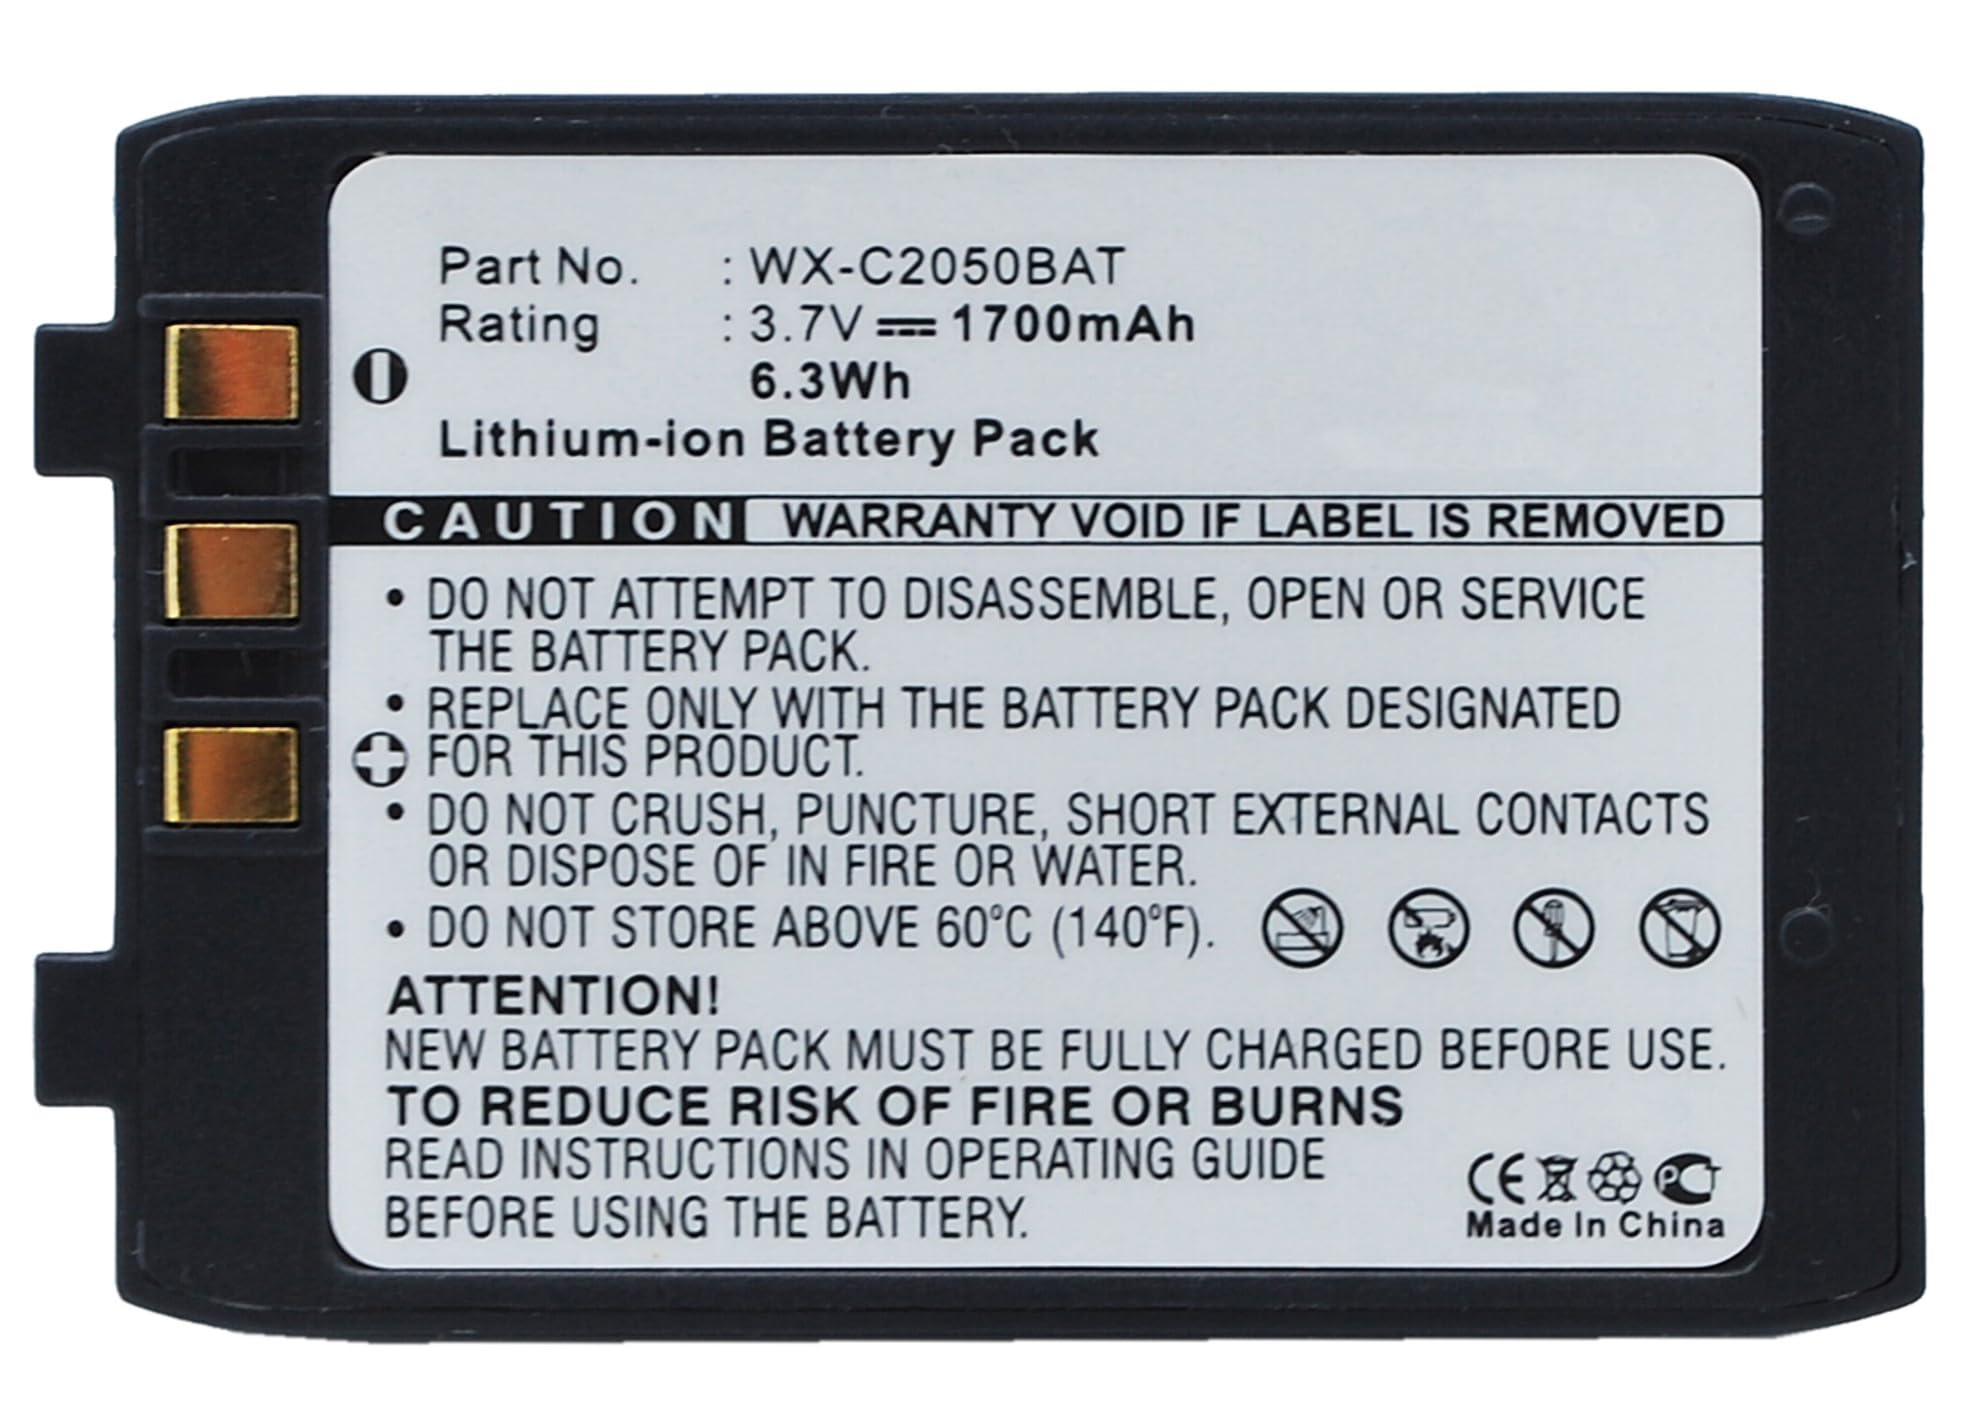 Part No. : WX-C2050BAT
Rating : 3.7V 1700mAh
6.3Wh
Lithium-ion Battery Pack
CAUTION WARRANTY VOID IF LABEL IS REMOVED
• DO NOT ATTEMPT TO DISASSEMBLE, OPEN OR SERVICE
THE BATTERY PACK.
• REPLACE ONLY WITH THE BATTERY PACK DESIGNATED
FOR THIS PRODUCT.
• DO NOT CRUSH, PUNCTURE, SHORT EXTERNAL CONTACTS
OR DISPOSE OF IN FIRE OR WATER.
• DO NOT STORE ABOVE 60ºC (140ºF).
ATTENTION!
NEW BATTERY PACK MUST BE FULLY CHARGED BEFORE USE.
TO REDUCE RISK OF FIRE OR BURNS
READ INSTRUCTIONS IN OPERATING GUIDE
BEFORE USING THE BATTERY.
CE PCT
Made In China